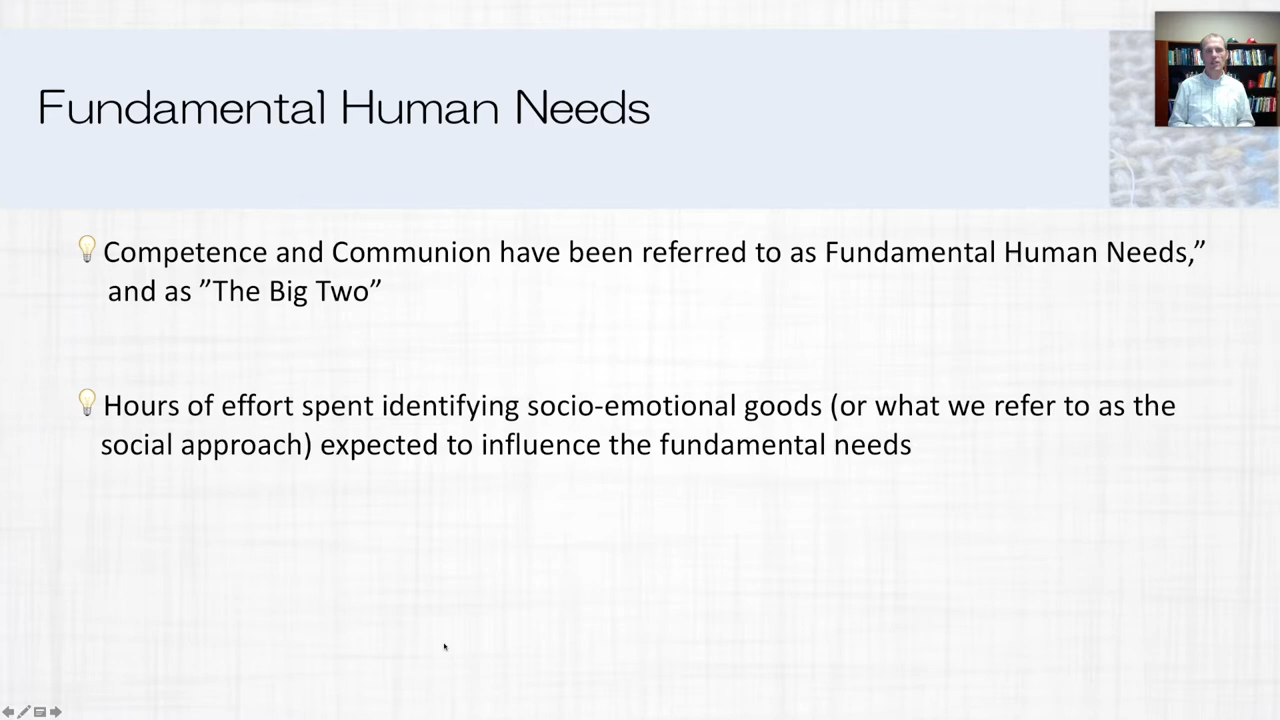 Fundamental Human Needs
Competence and Communion have been referred to as Fundamental Human Needs,”
and as ”The Big Two”
Hours of effort spent identifying socio-emotional goods (or what we refer to as the
social approach) expected to influence the fundamental needs